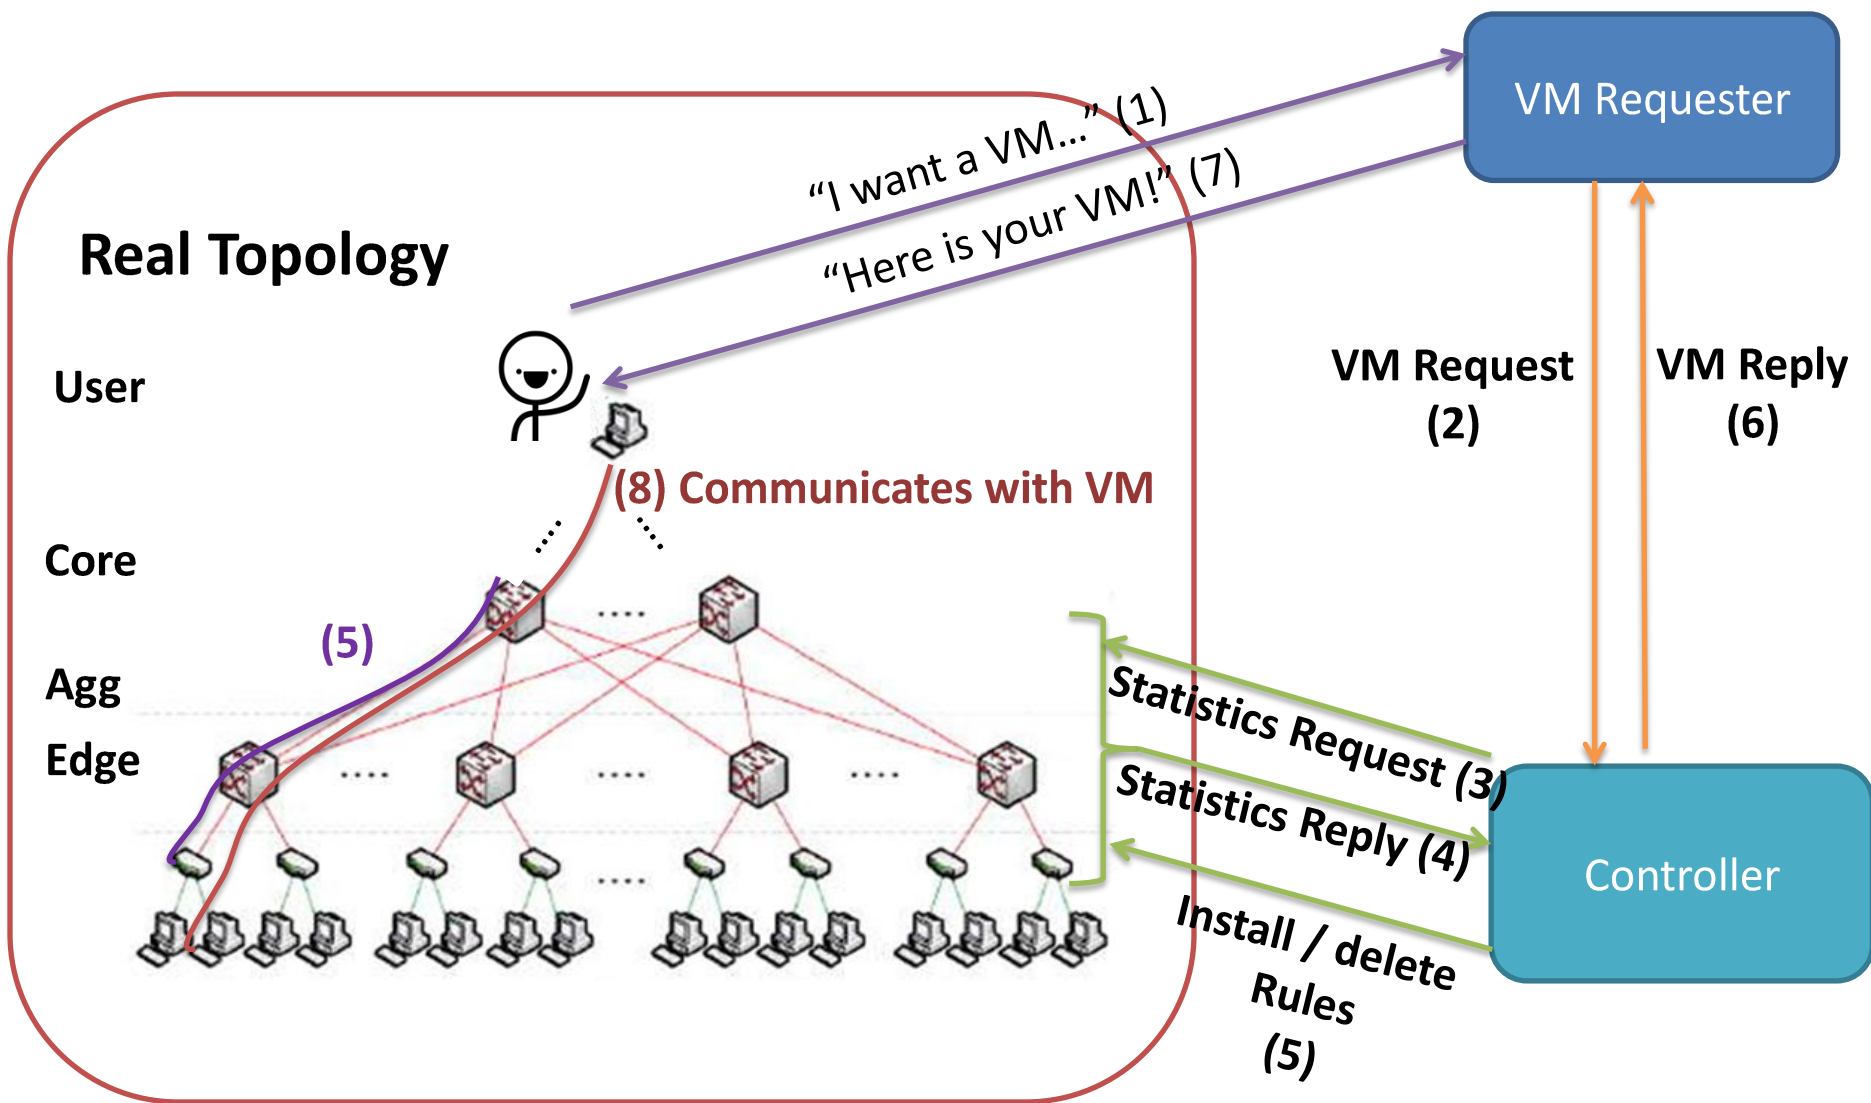 VM Requester
“I want a VM...” (1)
“Here is your VM!” (7)
Real Topology
User
VM Request
(2)
VM Reply
(6)
(8) Communicates with VM
Core
(5)
Agg
Edge
Statistics Request (3)
Statistics Reply (4)
Controller
Install / delete
Rules
(5)